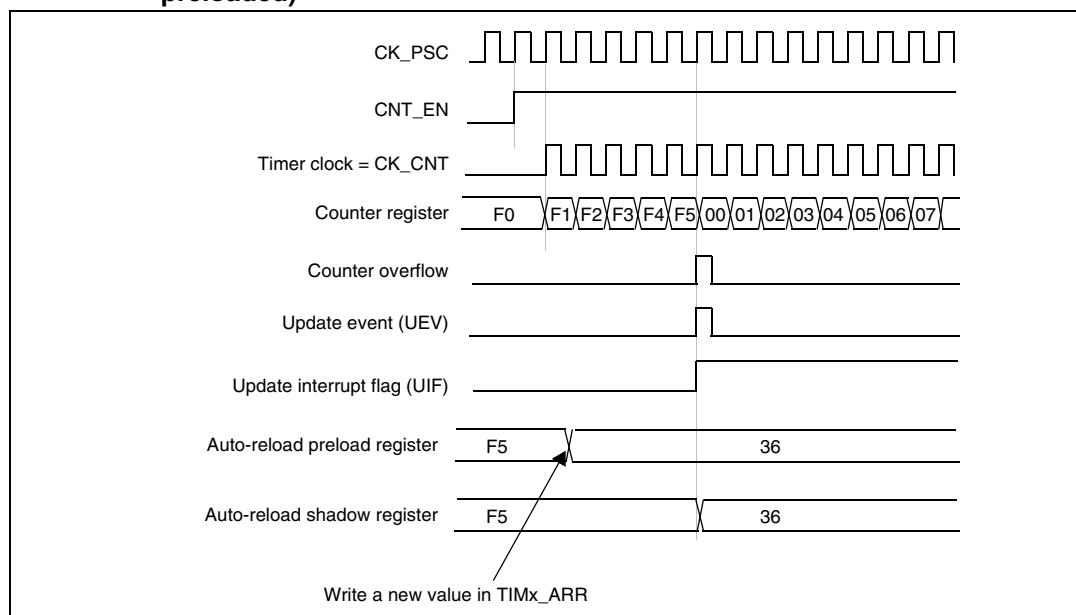 preloaded)
CK_PSC
CNT_EN
Timer clock = CK_CNT
Counter register F0 F1 F2 F3 F4 F5 00 01 02 03 04 05 06 07
Counter overflow
Update event (UEV)
Update interrupt flag (UIF)
Auto-reload preload register F5 36
Auto-reload shadow register F5 36
Write a new value in TIMx_ARR